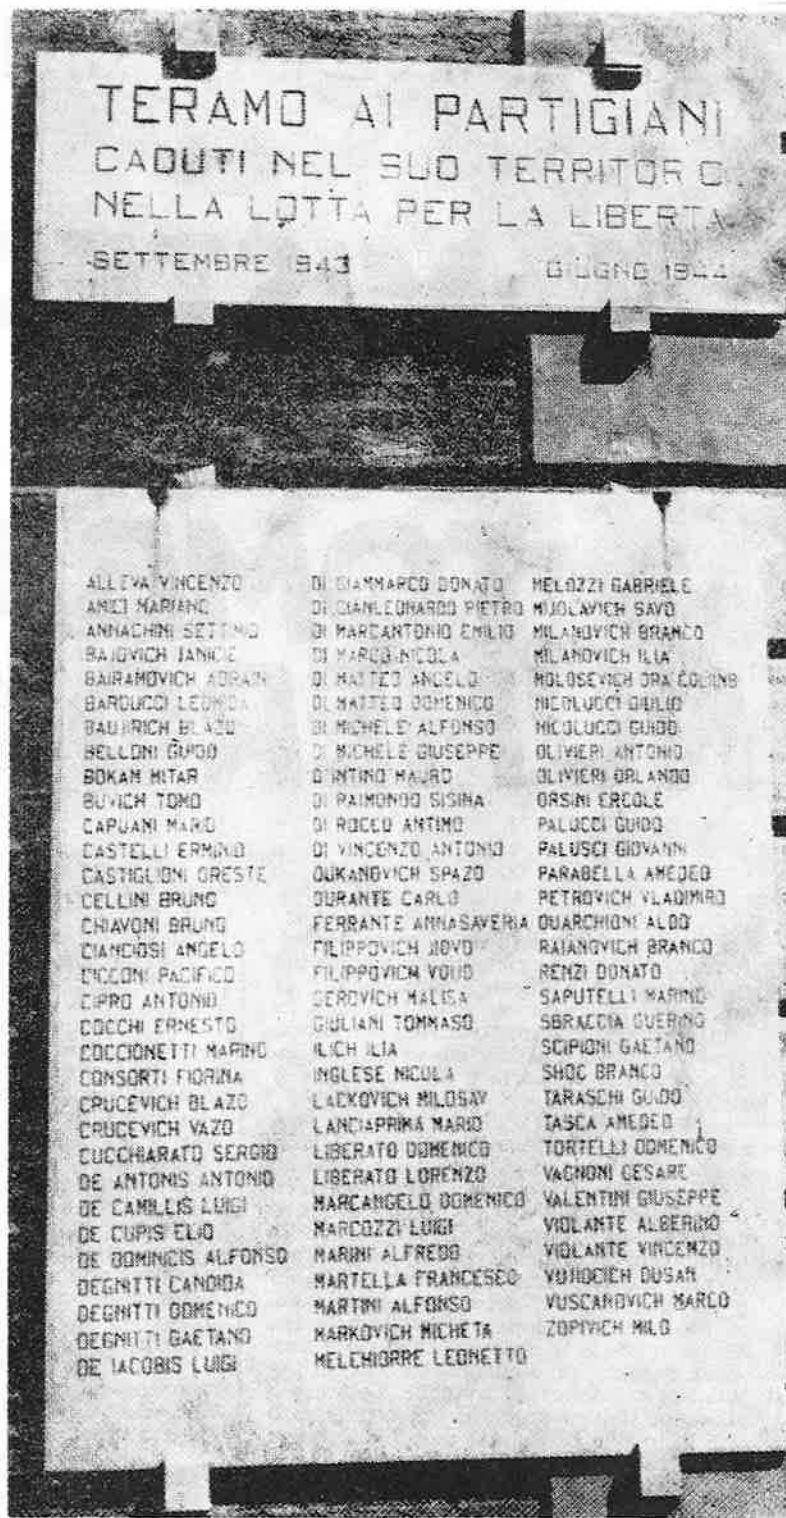 TERAMO AI PARTIGIANI
CADUTI NEL SUO TERRITORIO
NELLA LOTTA PER LA LIBERTA
SETTEMBRE 1943 GIUGNO 1944
ALLEVA VINCENZO
AMICI MARIANO
ANNACHINI SETTIMIO
BAJOVICH JANICIE
BAIRAMOVICH
BARDUCCI LEONIDA
BAUKRICH BLAZO
BELLONI GUIDO
BOKAN MITAR
BUVICH TOMO
CAPUANI MARIO
CASTELLI ERMINIO
CASTIGLIONI ORESTE
CELLINI BRUNO
CHIAVONI BRUNO
CIANCIOSI ANGELO
CICCONI PACIFICO
CIPRO ANTONIO
COCCHI ERNESTO
COCCIONETTI MARINO
CONSORTI FIORINA
CRUCEVICH BLAZO
CRUCEVICH VAZO
CUCCHIARATO SERGIO
DE ANTONIS ANTONIO
DE CAMILLIS LUIGI
DE CUPIS ELIO
DE DOMINICIS ALFONSO
DEGNITTI CANDIDA
DEGNITTI DOMENICO
DEGNITTI GAETANO
DE IACOBIS LUIGI
DI GIAMMARCO DONATO
DI GIANLEONARDO PIETRO
DI MARCANTONIO EMILIO
DI MARCO NICOLA
DI MATTEO ANGELO
DI MATTEO DOMENICO
DI MICHELE ALFONSO
DI MICHELE GIUSEPPE
D'INTINO MAURO
DI RAIMONDO SISINA
DI ROCCO ANTIMO
DI VINCENZO ANTONIO
DUKANOVICH SPAZO
DURANTE CARLO
FERRANTE ANNASAVERIA
FILIPPOVICH JIOVO
FILIPPOVICH VOUO
GEROVICH MALISA
GIULIANI TOMMASO
ILICH ILIA
INGLESE NICOLA
LACKOVICH MILOSAV
LANCIAPRIMA MARIO
LIBERATO DOMENICO
LIBERATO LORENZO
MARCANGELO DOMENICO
MARCOZZI LUIGI
MARINI ALFREDO
MARTELLA FRANCESCO
MARTINI ALFONSO
MARKOVICH MICHETA
MELCHIORRE LEONETTO
MELOZZI GABRIELE
MIJOLAVICH SAVO
MILANOVICH BRANCO
MILANOVICH ILIA
MOLOSEVICH
NICOLUCCI GIULIO
NICOLUCCI GUIDO
OLIVIERI ANTONIO
OLIVIERI ORLANDO
ORSINI ERCOLE
PALUCCI GUIDO
PALUSCI GIOVANNI
PARABELLA AMEDEO
PETROVICH VLADIMIRO
QUARCHIONI ALDO
RAIANOVICH BRANCO
RENZI DONATO
SAPUTELLI MARINO
SBRACCIA GUERINO
SCIPIONI GAETANO
SHOC BRANCO
TARASCHI GUIDO
TASCA AMEDEO
TORTELLI DOMENICO
VAGNONI CESARE
VALENTINI GIUSEPPE
VIOLANTE ALBERINO
VIOLANTE VINCENZO
DUSAN
VUSCANOVICH MARCO
ZOPIVICH MILO